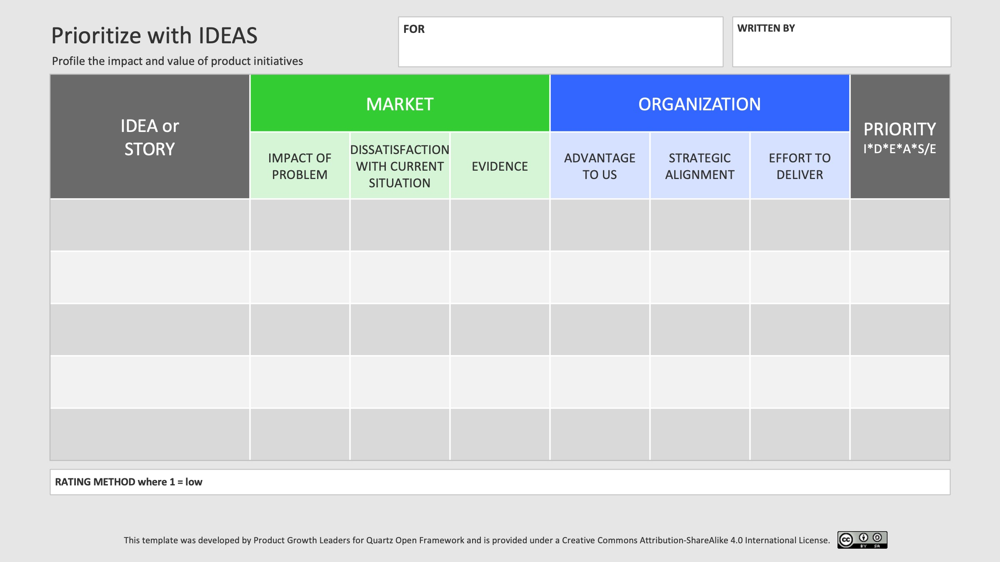 Prioritize with IDEAS
Profile the impact and value of product initiatives
FOR
WRITTEN BY
IDEA or
STORY
MARKET
ORGANIZATION
PRIORITY
I*D*E*A*S/E
IMPACT OF
PROBLEM
DISSATISFACTION
WITH CURRENT
SITUATION
EVIDENCE
ADVANTAGE
TO US
STRATEGIC
ALIGNMENT
EFFORT TO
DELIVER
RATING METHOD where 1 = low
This template was developed by Product Growth Leaders for Quartz Open Framework and is provided under a Creative Commons Attribution-ShareAlike 4.0 International License.
cc
BY SA